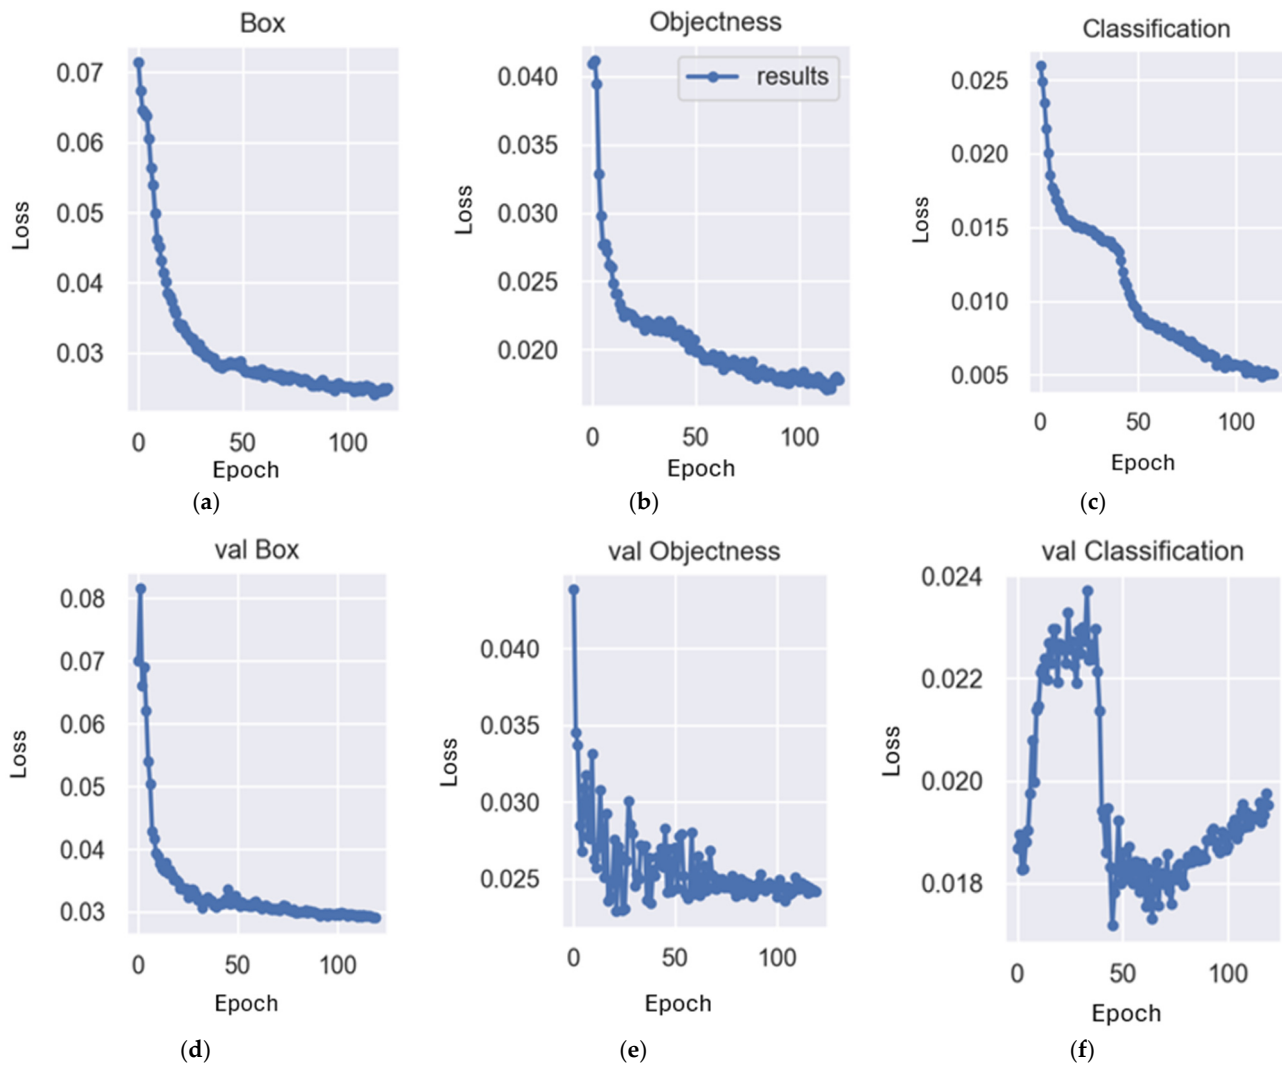 Box
0.07
0.06
0.05
0.04
0.03
Loss
0 50 100
Epoch
(a)
Objectness
results
0.040
0.035
0.030
0.025
0.020
Loss
0 50 100
Epoch
(b)
Classification
0.025
0.020
0.015
0.010
0.005
Loss
0 50 100
Epoch
(c)
val Box
0.08
0.07
0.06
0.05
0.04
0.03
Loss
0 50 100
Epoch
(d)
val Objectness
0.040
0.035
0.030
0.025
Loss
0 50 100
Epoch
(e)
val Classification
0.024
0.022
0.020
0.018
Loss
0 50 100
Epoch
(f)